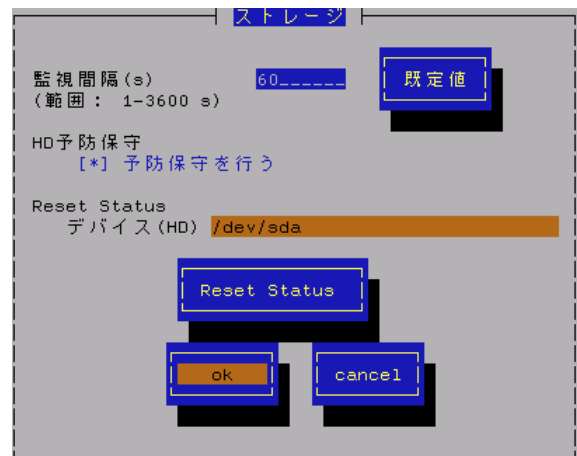 ストレージ
監視間隔(s) 60______ 既定値
(範囲： 1-3600 s)
HD予防保守
[*] 予防保守を行う
Reset Status
デバイス(HD) /dev/sda
Reset Status
ok cancel